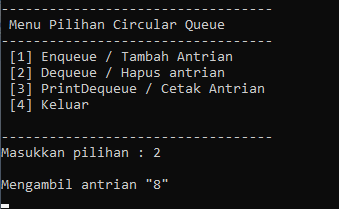 ----------------------------------
Menu Pilihan Circular Queue
----------------------------------
[1] Enqueue / Tambah Antrian
[2] Dequeue / Hapus antrian
[3] PrintDequeue / Cetak Antrian
[4] Keluar
----------------------------------
Masukkan pilihan : 2
Mengambil antrian "8"